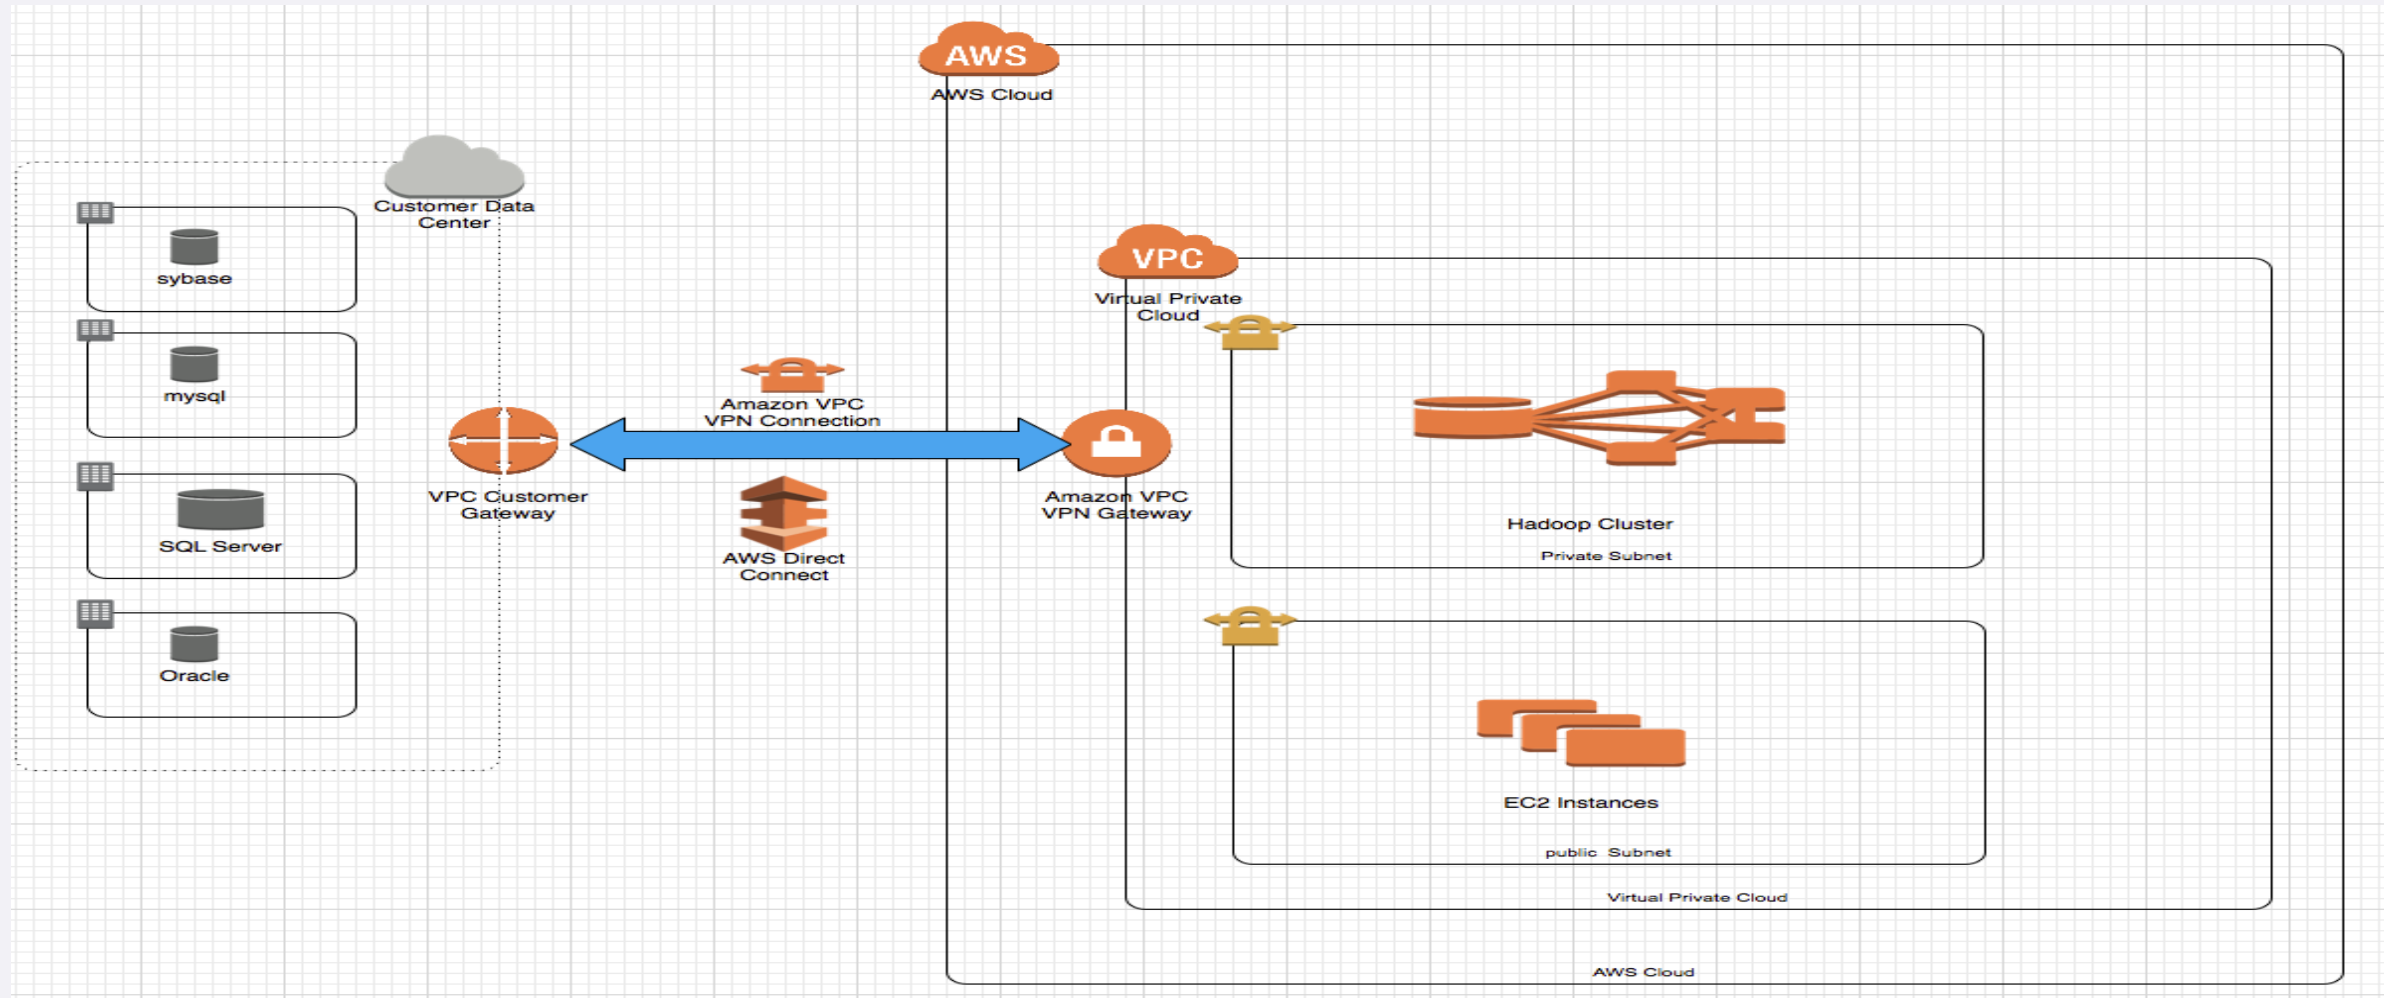 AWS
AWS Cloud
Customer Data
Center
sybase
mysql
SQL Server
Oracle
VPC Customer
Gateway
Amazon VPC
VPN Connection
AWS Direct
Connect
Amazon VPC
VPN Gateway
VPC
Virtual Private
Cloud
Hadoop Cluster
Private Subnet
EC2 Instances
public Subnet
Virtual Private Cloud
AWS Cloud